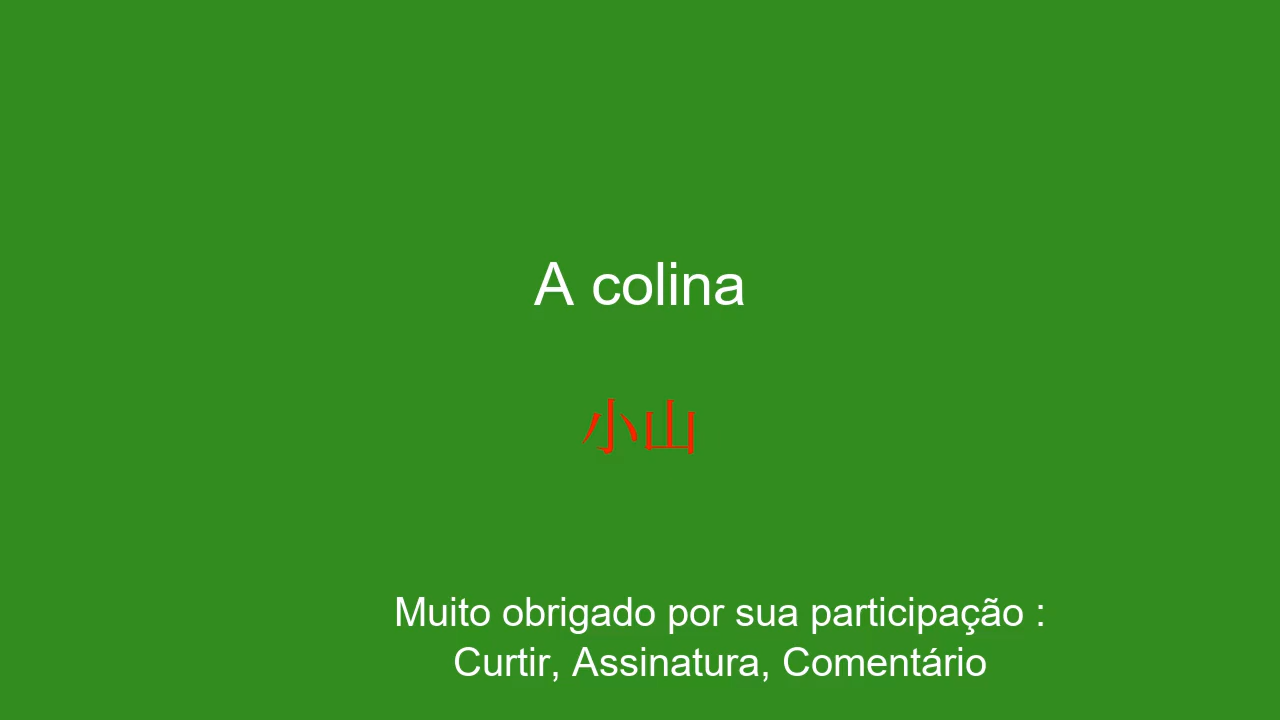 A colina
小山
Muito obrigado por sua participação :
Curtir, Assinatura, Comentário